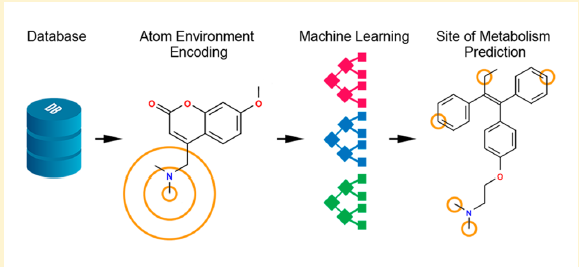 Database
Atom Environment
Encoding
Machine Learning
Site of Metabolism
Prediction
DB
O
O
O
N
O
N